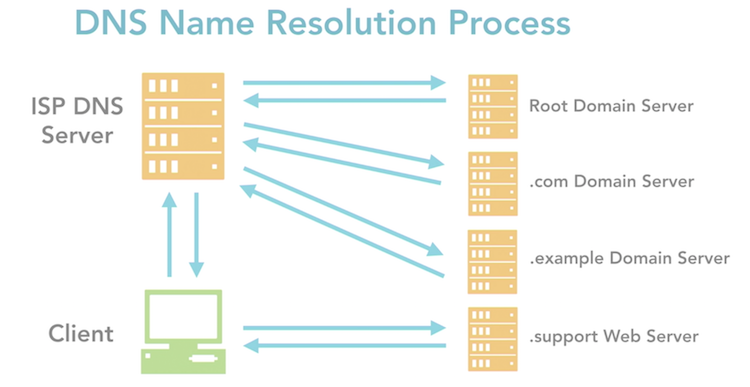 DNS Name Resolution Process
ISP DNS
Server
Root Domain Server
.com Domain Server
.example Domain Server
Client
.support Web Server